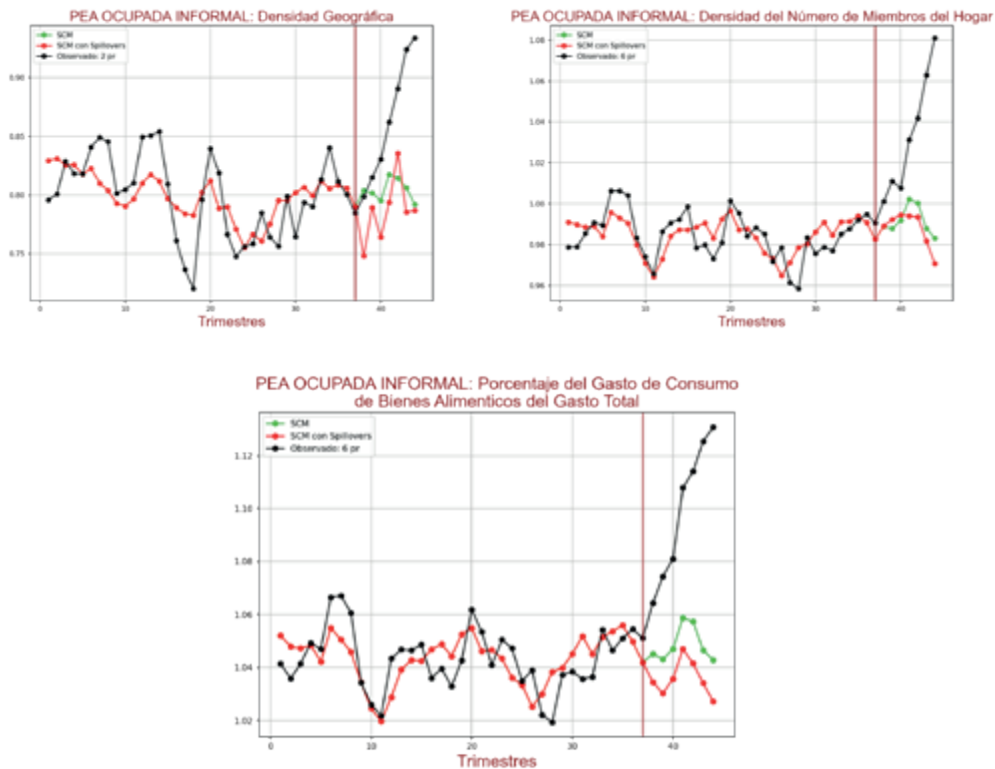 PEA OCUPADA INFORMAL: Densidad Geográfica
SCM
SCM con Spillovers
Observado: 2 pr
0.90
0.85
0.80
0.75
0
10
20
30
40
Trimestres
PEA OCUPADA INFORMAL: Densidad del Número de Miembros del Hogar
SCM
SCM con Spillovers
Observado: 6 pr
1.08
1.06
1.04
1.02
1.00
0.98
0.96
0
10
20
30
40
Trimestres
PEA OCUPADA INFORMAL: Porcentaje del Gasto de Consumo
de Bienes Alimenticos del Gasto Total
SCM
SCM con Spillovers
Observado: 6 pr
1.12
1.10
1.08
1.06
1.04
1.02
0
10
20
30
40
Trimestres